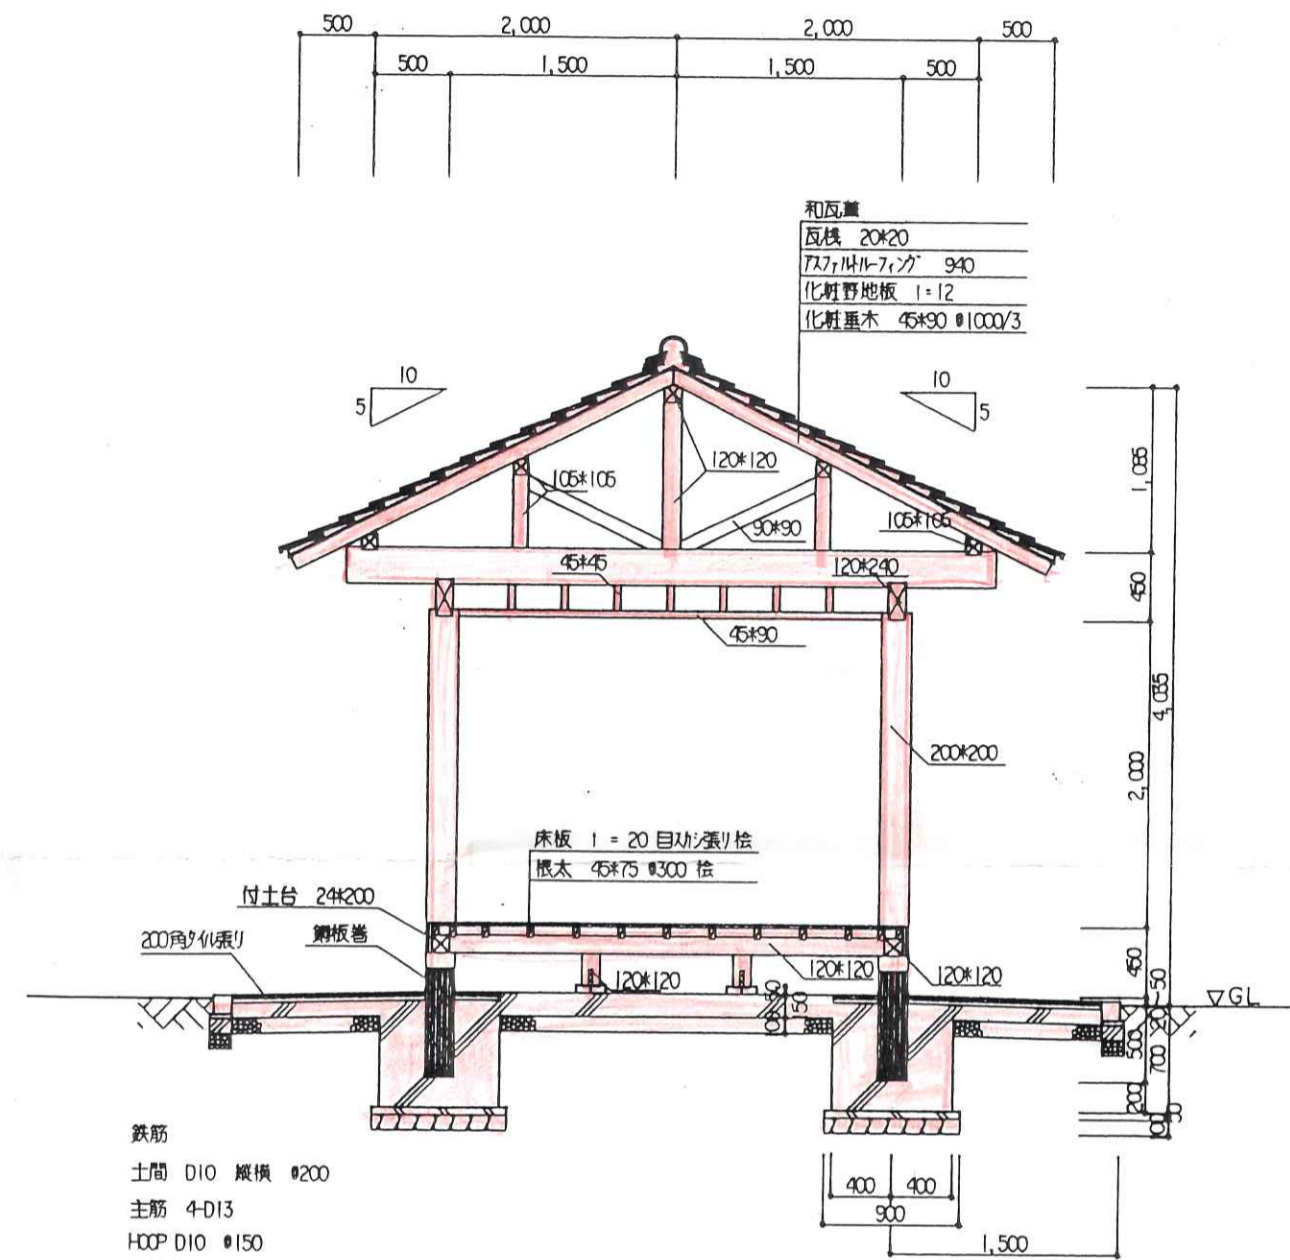 500 2,000 2,000 500
500 1,500 1,500 500
和瓦葺
瓦桟 20*20
アスファルトルーフィング 940
化粧野地板 t=12
化粧垂木 45*90 @1000/3
10
5
10
5
105*105
120*120
90*90
105*105
45*45
120*240
45*90
200*200
1,085
450
4,035
2,000
450
床板 t = 20 目スカシ張り桧
根太 45*75 @300 桧
付土台 24*200
200角タイル張り
銅板巻
120*120
120*120
120*120
50
150
100
50
▽GL
500
700
200
100
鉄筋
土間 D10 縦横 @200
主筋 4-D13
HOOP D10 @150
400 400
900
1,500